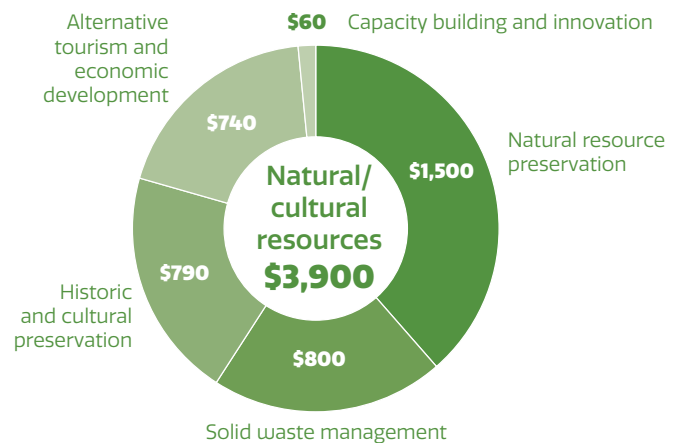 Alternative
tourism and
economic
development
$60 Capacity building and innovation
$740
$1,500
Natural resource
preservation
Natural/
cultural
resources
$3,900
$790
Historic
and cultural
preservation
$800
Solid waste management